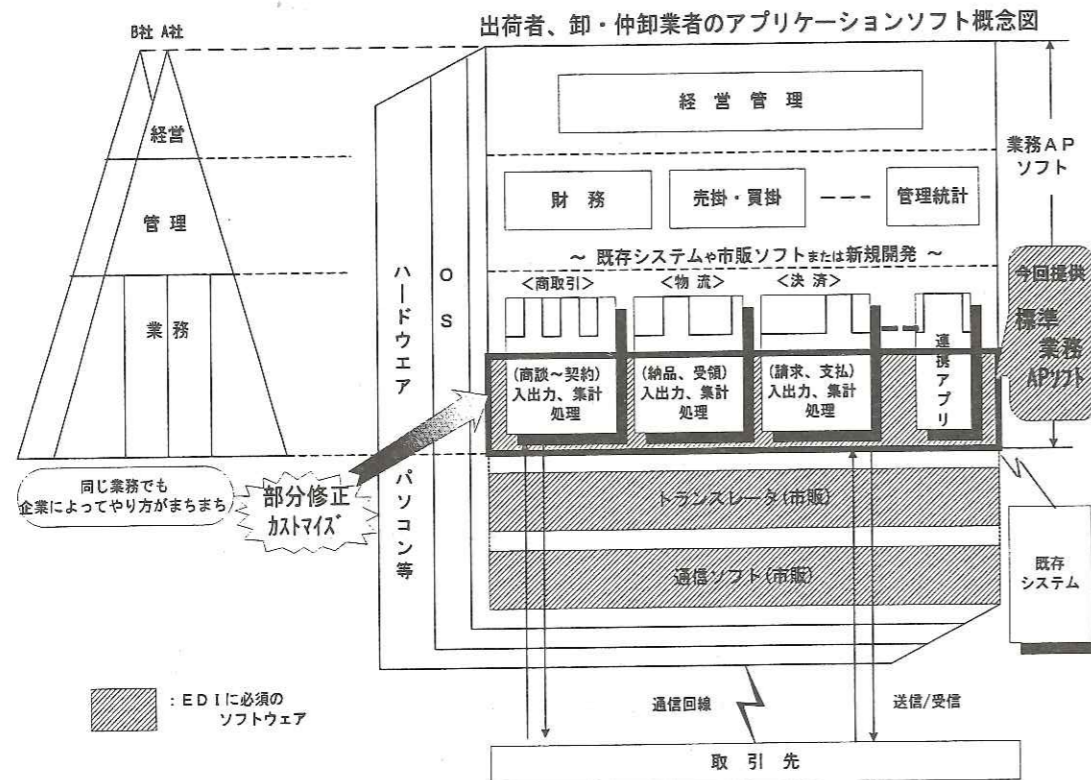 出荷者、卸・仲卸業者のアプリケーションソフト概念図
B社 A社
経営
管理
業務
同じ業務でも
企業によってやり方がまちまち
部分修正
カストマイズ
ハードウエア
パソコン等
OS
経営管理
財務
売掛・買掛
管理統計
～ 既存システムや市販ソフトまたは新規開発 ～
<商取引>
<物流>
<決済>
(商談～契約)
入出力、集計
処理
(納品、受領)
入出力、集計
処理
(請求、支払)
入出力、集計
処理
連携アプリ
トランスレータ(市販)
通信ソフト(市販)
業務AP
ソフト
今回提供
標準
業務
APソフト
既存
システム
：EDIに必須の
ソフトウェア
通信回線
送信/受信
取引先